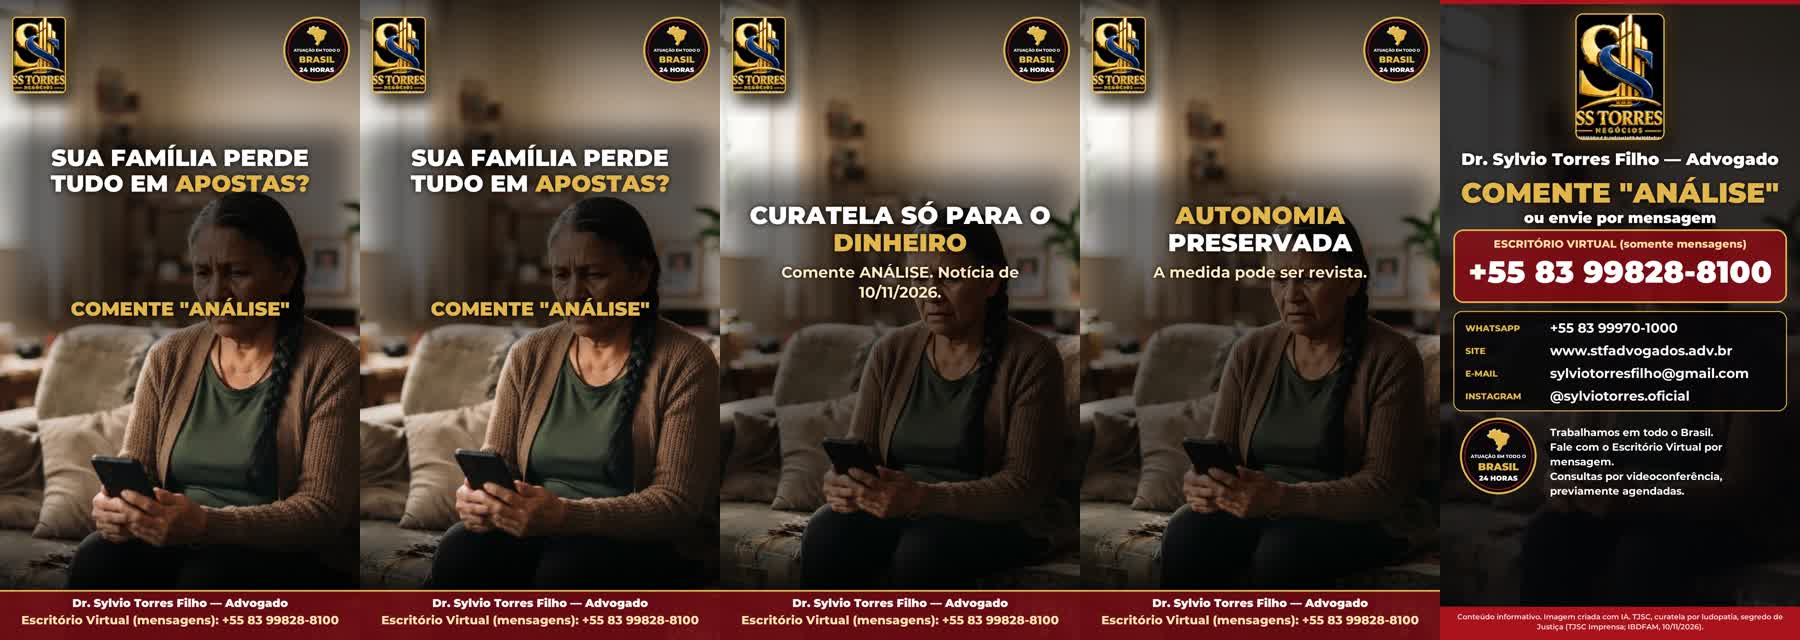 SS TORRES
NEGÓCIOS
ATUAÇÃO EM TODO O
BRASIL
24 HORAS
SUA FAMÍLIA PERDE
TUDO EM APOSTAS?
COMENTE "ANÁLISE"
Dr. Sylvio Torres Filho — Advogado
Escritório Virtual (mensagens): +55 83 99828-8100
SS TORRES
NEGÓCIOS
ATUAÇÃO EM TODO O
BRASIL
24 HORAS
SUA FAMÍLIA PERDE
TUDO EM APOSTAS?
COMENTE "ANÁLISE"
Dr. Sylvio Torres Filho — Advogado
Escritório Virtual (mensagens): +55 83 99828-8100
SS TORRES
NEGÓCIOS
ATUAÇÃO EM TODO O
BRASIL
24 HORAS
CURATELA SÓ PARA O
DINHEIRO
Comente ANÁLISE. Notícia de
10/11/2026.
Dr. Sylvio Torres Filho — Advogado
Escritório Virtual (mensagens): +55 83 99828-8100
SS TORRES
NEGÓCIOS
ATUAÇÃO EM TODO O
BRASIL
24 HORAS
AUTONOMIA
PRESERVADA
A medida pode ser revista.
Dr. Sylvio Torres Filho — Advogado
Escritório Virtual (mensagens): +55 83 99828-8100
SS TORRES
NEGÓCIOS
Dr. Sylvio Torres Filho — Advogado
COMENTE "ANÁLISE"
ou envie por mensagem
ESCRITÓRIO VIRTUAL (somente mensagens)
+55 83 99828-8100
WHATSAPP +55 83 99970-1000
SITE www.stfadvogados.adv.br
E-MAIL sylviotorresfilho@gmail.com
INSTAGRAM @sylviotorres.oficial
ATUAÇÃO EM TODO O
BRASIL
24 HORAS
Trabalhamos em todo o Brasil.
Fale com o Escritório Virtual por
mensagem.
Consultas por videoconferência,
previamente agendadas.
Conteúdo informativo. Imagem criada com IA. TJSC, curatela por ludopatia, segredo de
Justiça (TJSC Imprensa; IBDFAM, 10/11/2026).